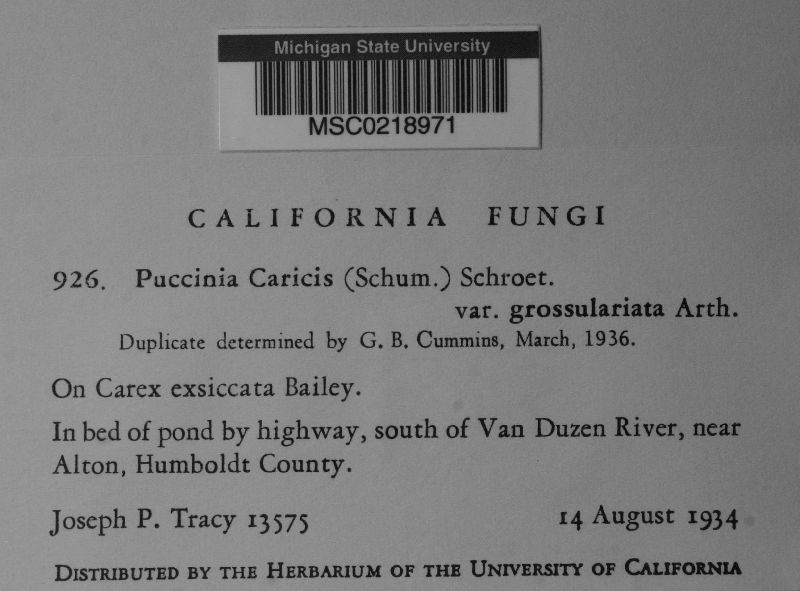 Michigan State University
MSC0218971
CALIFORNIA FUNGI
926. Puccinia Caricis (Schum.) Schroet.
var. grossulariata Arth.
Duplicate determined by G. B. Cummins, March, 1936.
On Carex exsiccata Bailey.
In bed of pond by highway, south of Van Duzen River, near
Alton, Humboldt County.
Joseph P. Tracy 13575 14 August 1934
DISTRIBUTED BY THE HERBARIUM OF THE UNIVERSITY OF CALIFORNIA